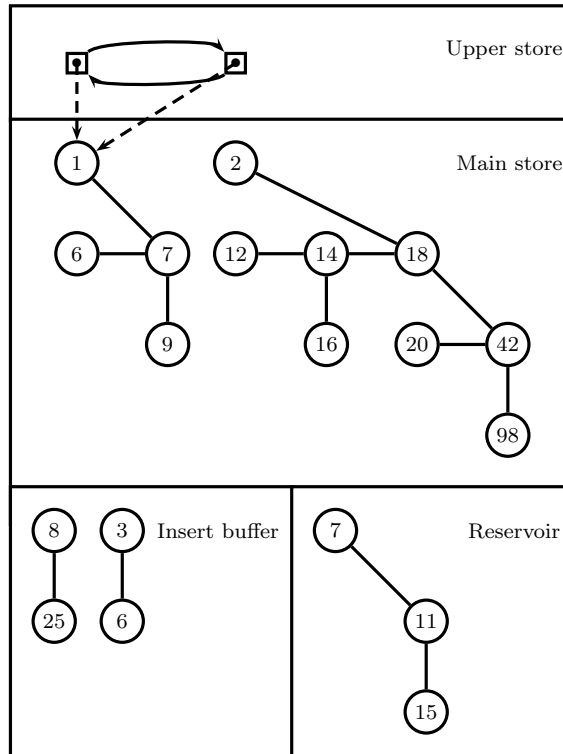 Upper store
1 2 Main store
6 7 12 14 18
9 16 20 42
98
8 3 Insert buffer 7 Reservoir
25 6 11
15